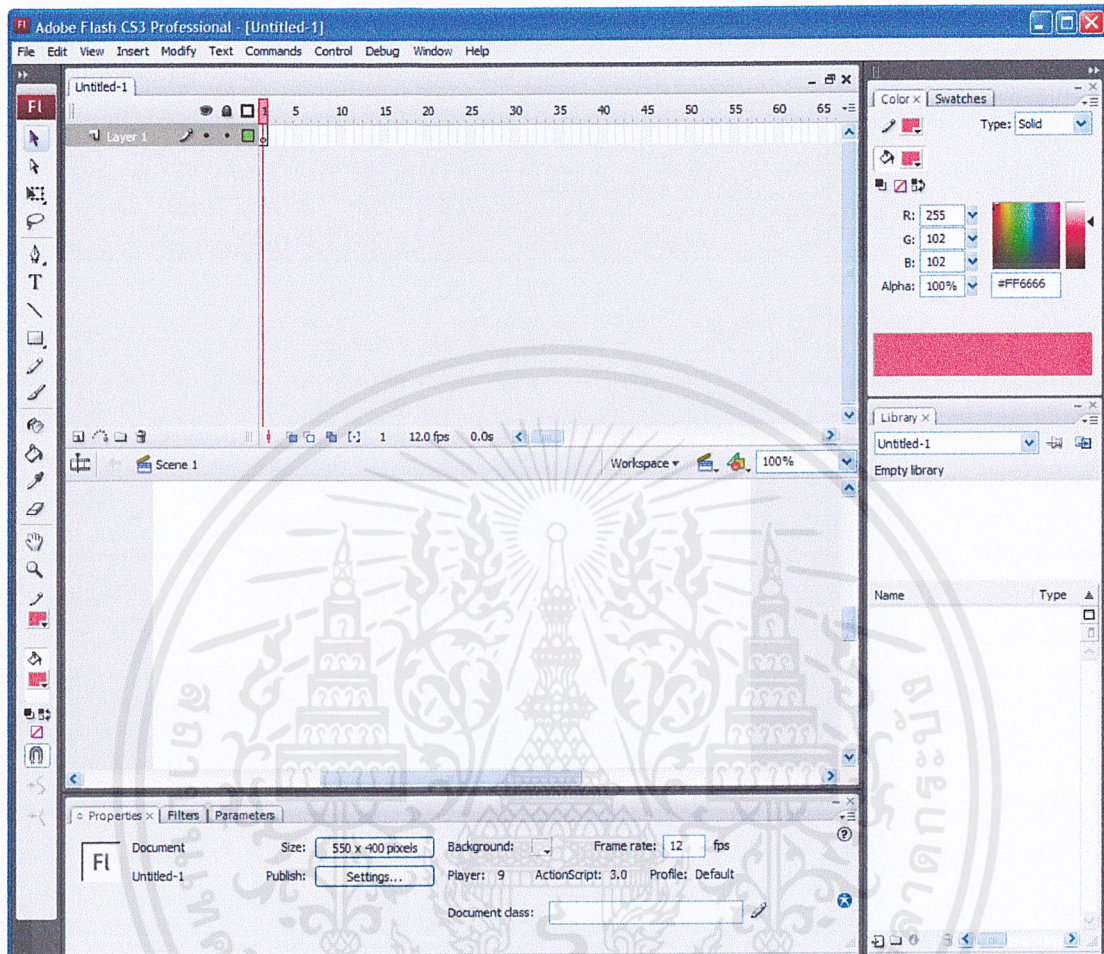 Adobe Flash CS3 Professional - [Untitled-1]
File Edit View Insert Modify Text Commands Control Debug Window Help
Untitled-1
1 5 10 15 20 25 30 35 40 45 50 55 60 65
Layer 1
1 12.0 fps 0.0s
Scene 1 Workspace 100%
Fl
T
Color Swatches
Type: Solid
R: 255
G: 102
B: 102
Alpha: 100% #FF6666
Library
Untitled-1
Empty library
Name Type
Properties Filters Parameters
Fl
Document Size: 550 x 400 pixels Background: Frame rate: 12 fps
Untitled-1 Publish: Settings... Player: 9 ActionScript: 3.0 Profile: Default
Document class: